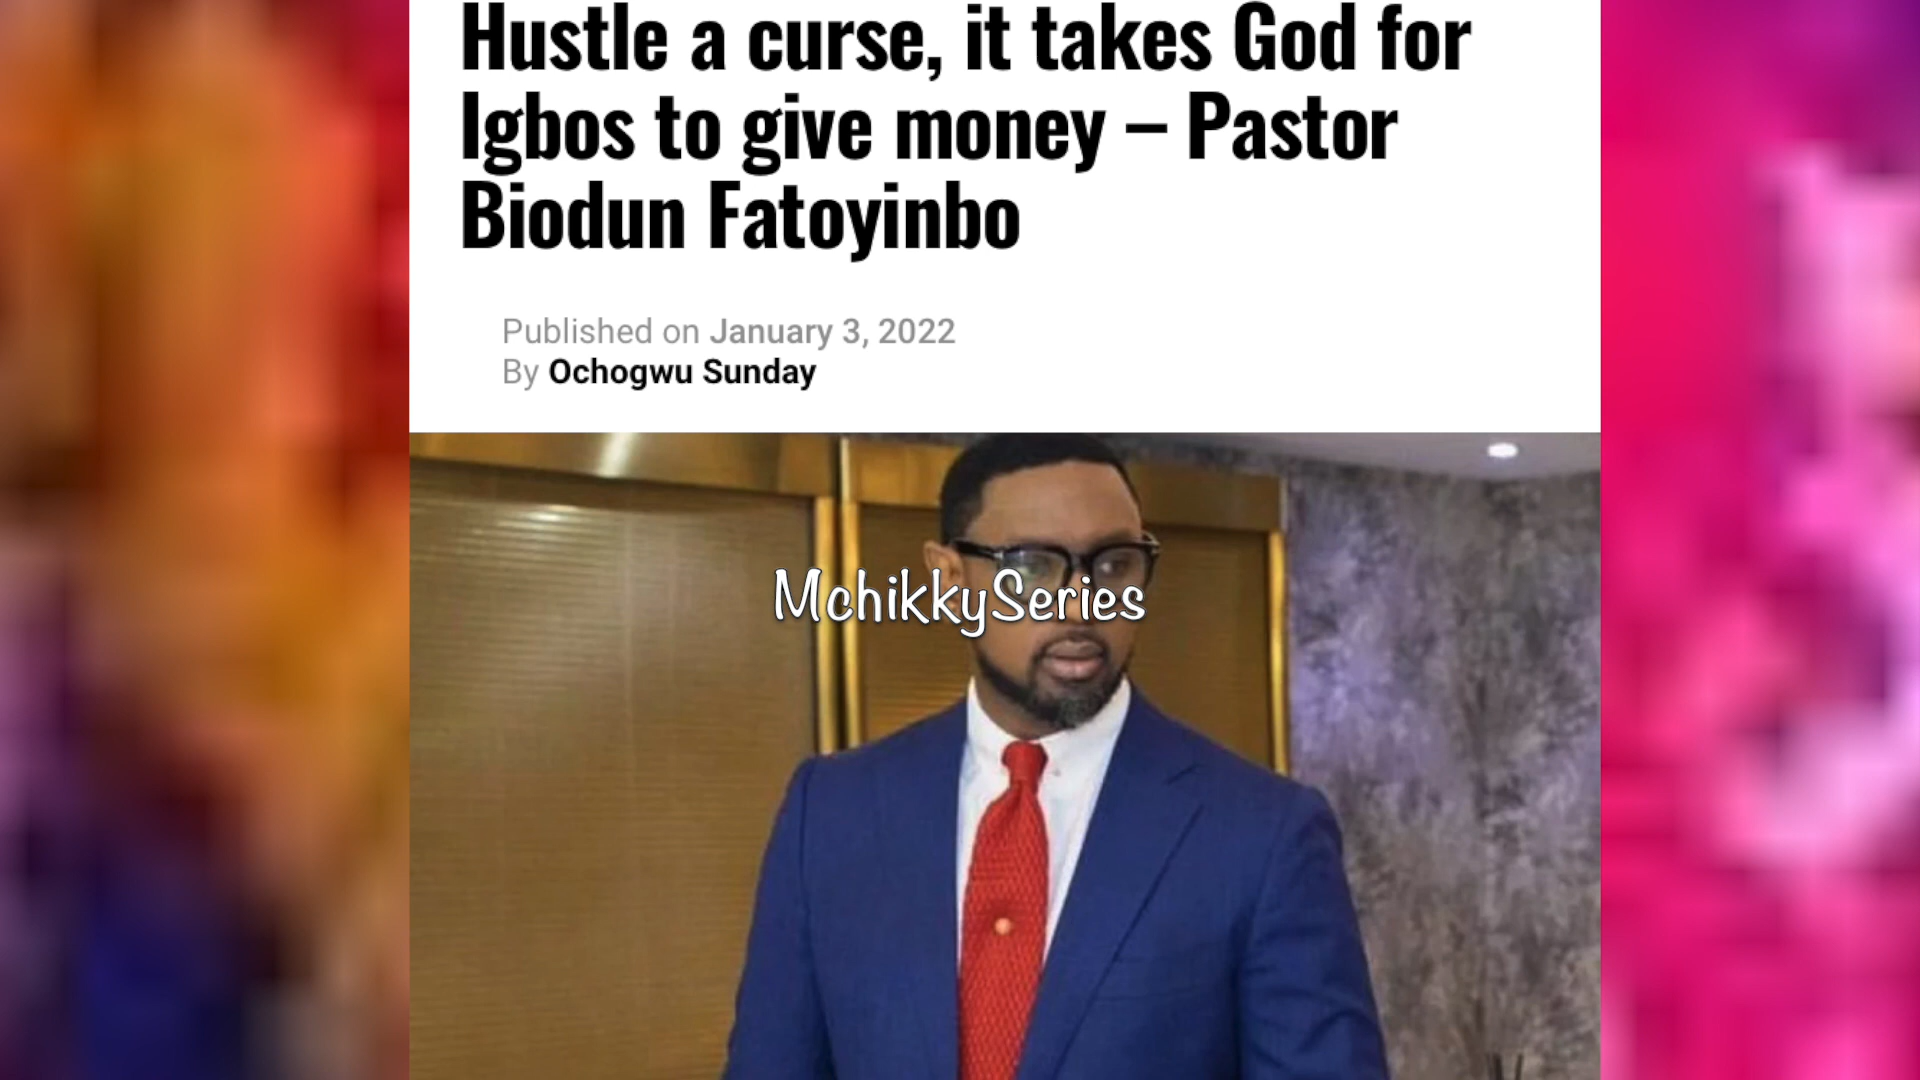 Hustle a curse, it takes God for
Igbos to give money – Pastor
Biodun Fatoyinbo
Published on January 3, 2022
By Ochogwu Sunday
MchikkySeries